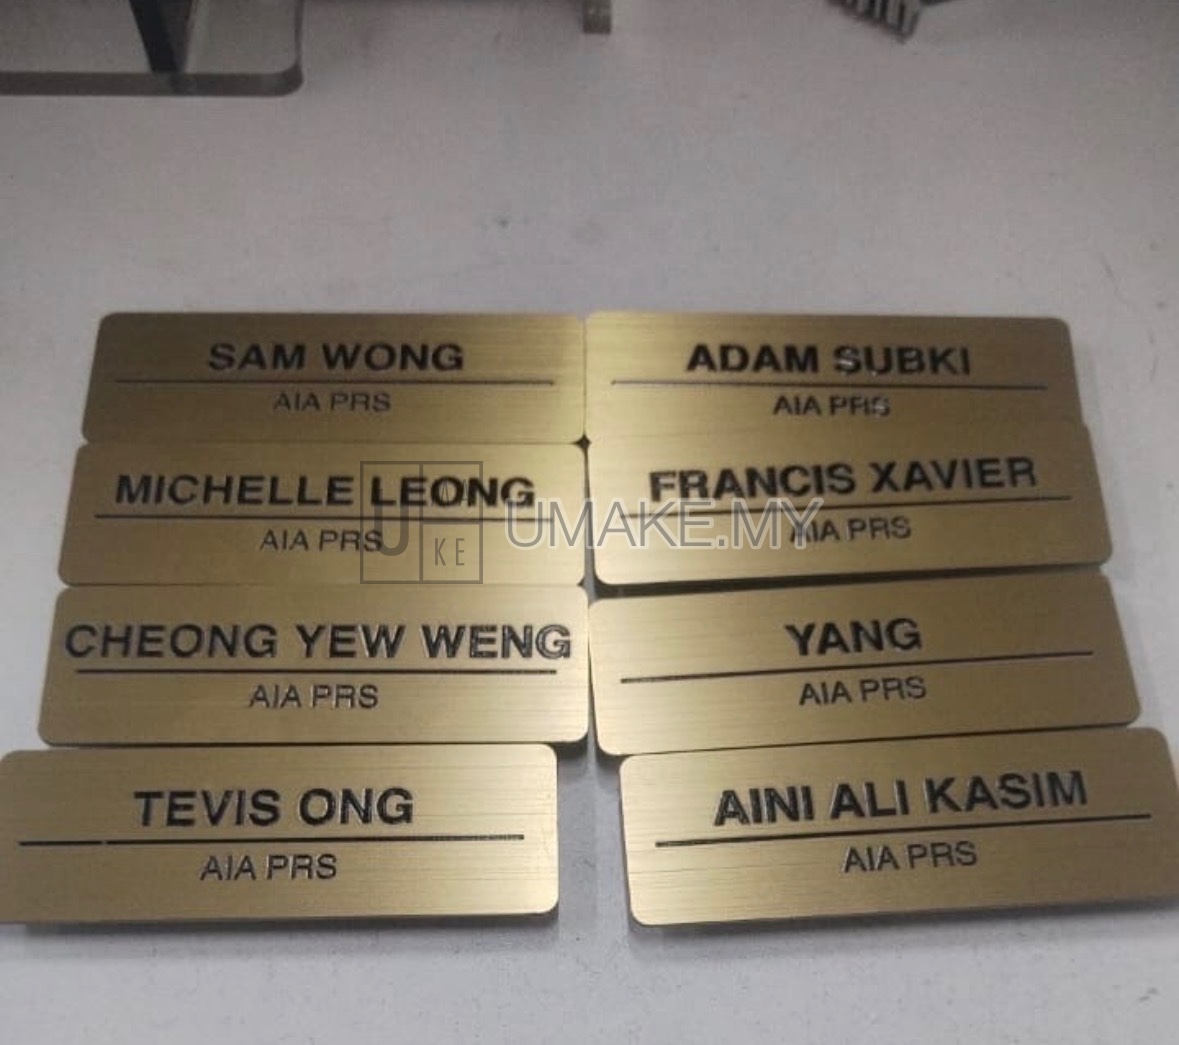 SAM WONG
AIA PRS
ADAM SUBKI
AIA PRS
MICHELLE LEONG
AIA PRS
FRANCIS XAVIER
AIA PRS
UMAKE.MY
CHEONG YEW WENG
AIA PRS
YANG
AIA PRS
TEVIS ONG
AIA PRS
AINI ALI KASIM
AIA PRS